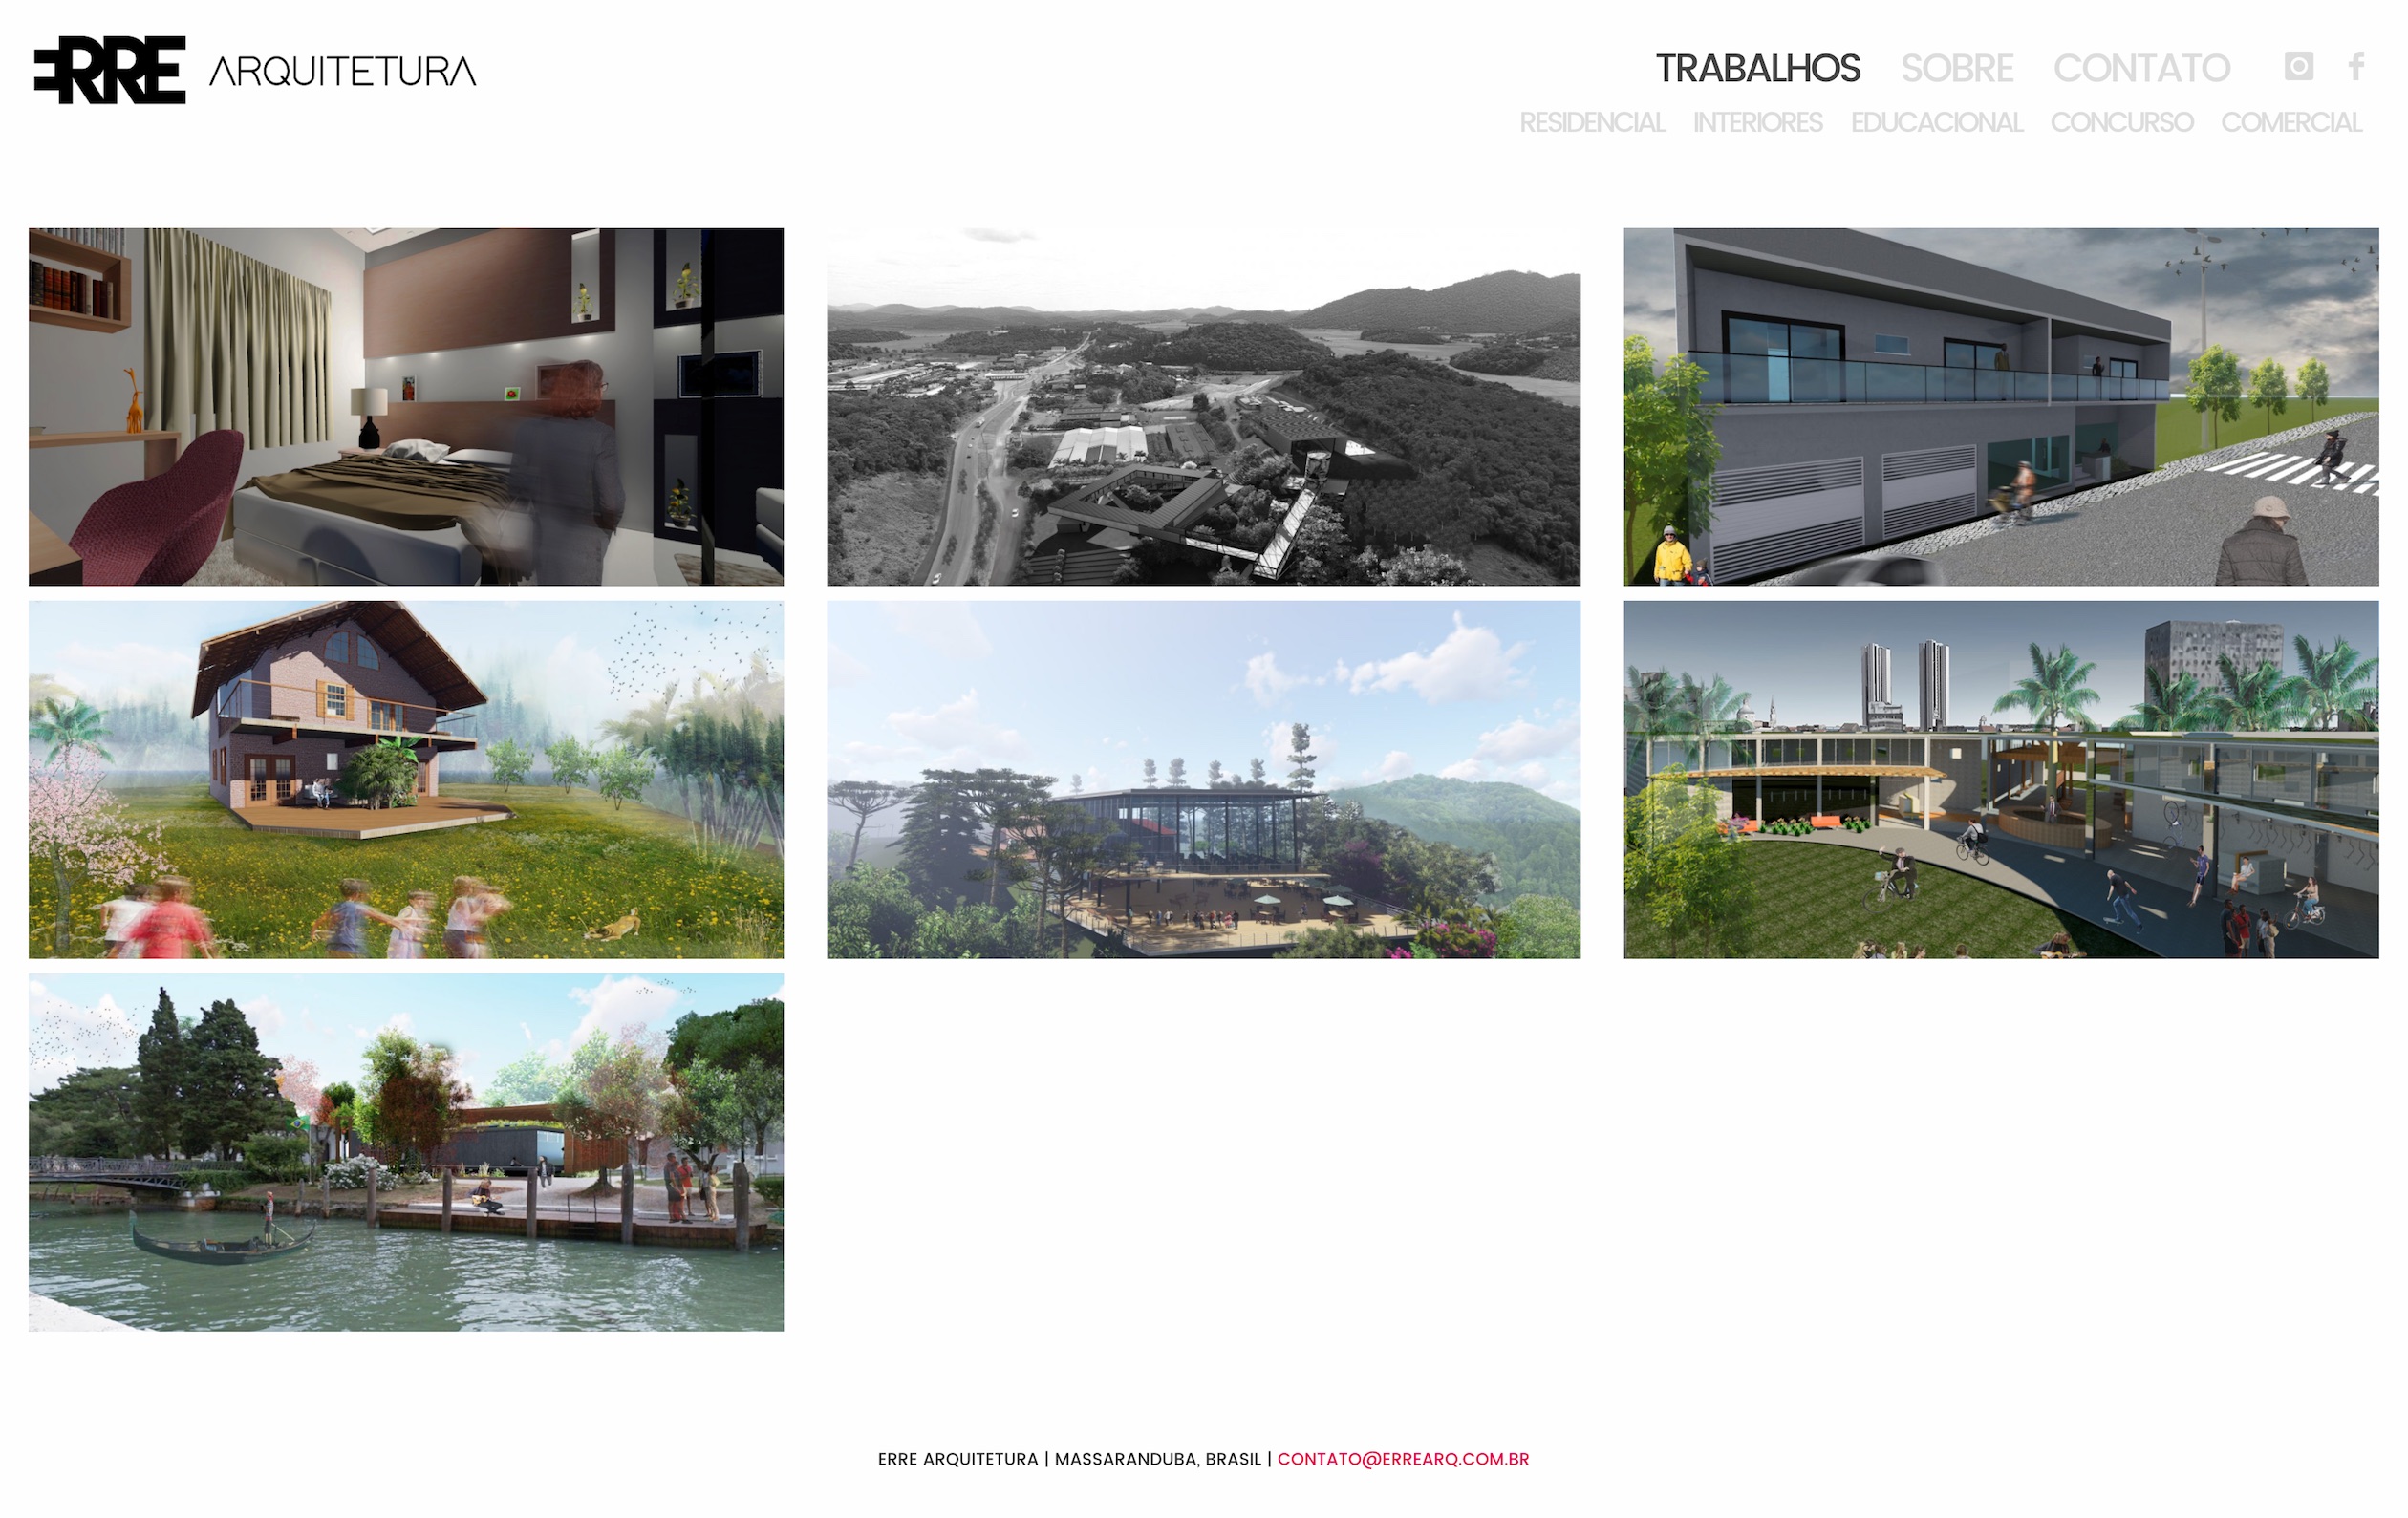 ERRE ARQUITETURA
TRABALHOS SOBRE CONTATO
RESIDENCIAL INTERIORES EDUCACIONAL CONCURSO COMERCIAL
ERRE ARQUITETURA | MASSARANDUBA, BRASIL | CONTATO@ERREARQ.COM.BR